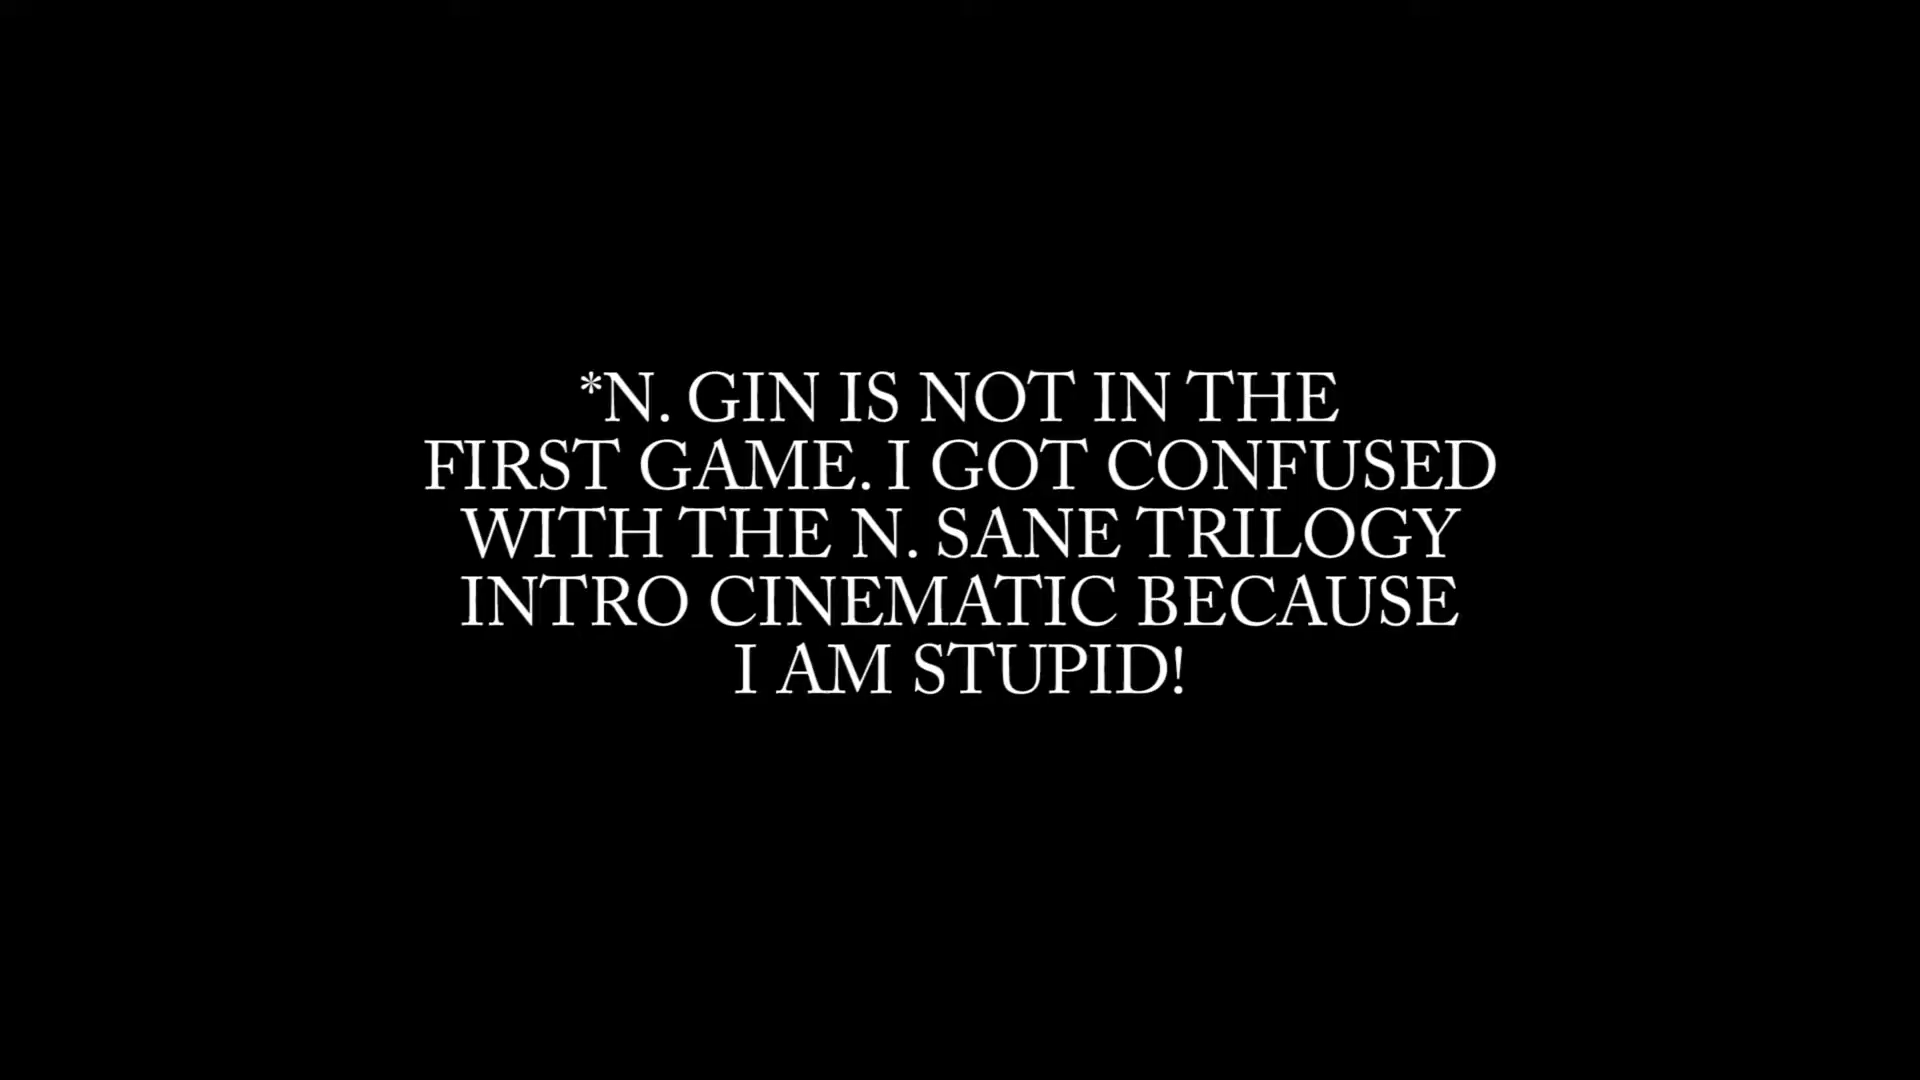 *N. GIN IS NOT IN THE
FIRST GAME. I GOT CONFUSED
WITH THE N. SANE TRILOGY
INTRO CINEMATIC BECAUSE
I AM STUPID!